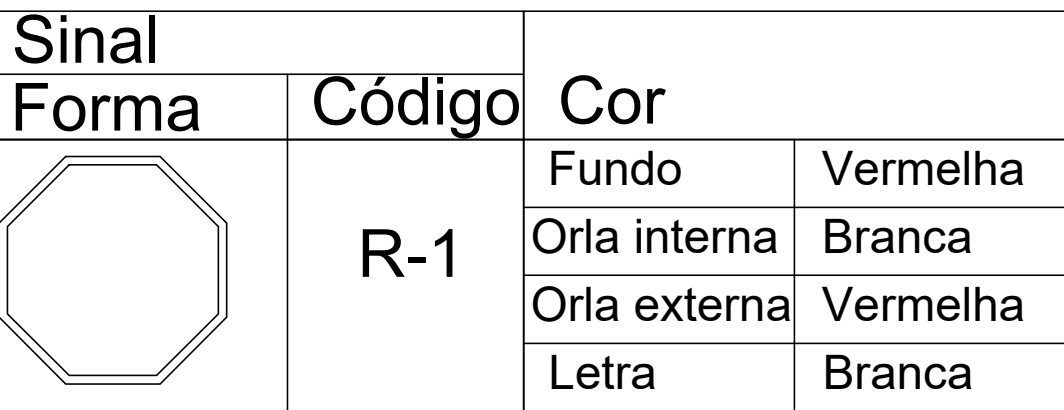 Sinal
Forma Código Cor
Fundo Vermelha
R-1
Orla interna Branca
Orla externa Vermelha
Letra Branca